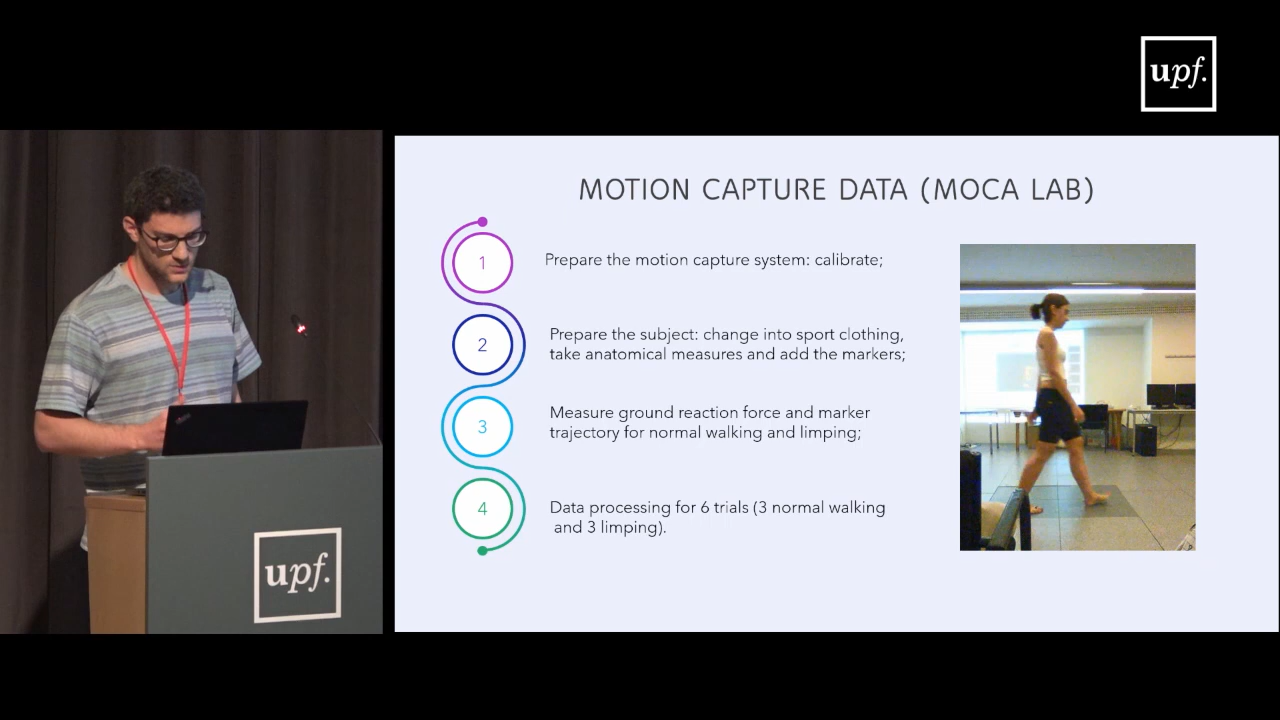 upf.
MOTION CAPTURE DATA (MOCA LAB)
1
Prepare the motion capture system: calibrate;
2
Prepare the subject: change into sport clothing,
take anatomical measures and add the markers;
3
Measure ground reaction force and marker
trajectory for normal walking and limping;
4
Data processing for 6 trials (3 normal walking
and 3 limping).
upf.